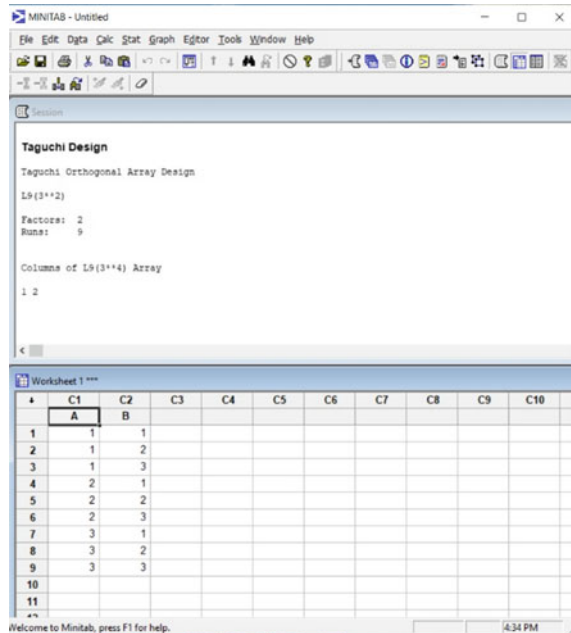 MINITAB - Untitled
File Edit Data Calc Stat Graph Editor Tools Window Help
Session
Taguchi Design
Taguchi Orthogonal Array Design
L9(3**2)
Factors: 2
Runs: 9
Columns of L9(3**4) Array
1 2
Worksheet 1 ***
C1 C2 C3 C4 C5 C6 C7 C8 C9 C10
A B
1 1 1
2 1 2
3 1 3
4 2 1
5 2 2
6 2 3
7 3 1
8 3 2
9 3 3
10
11
Welcome to Minitab, press F1 for help. 4:34 PM